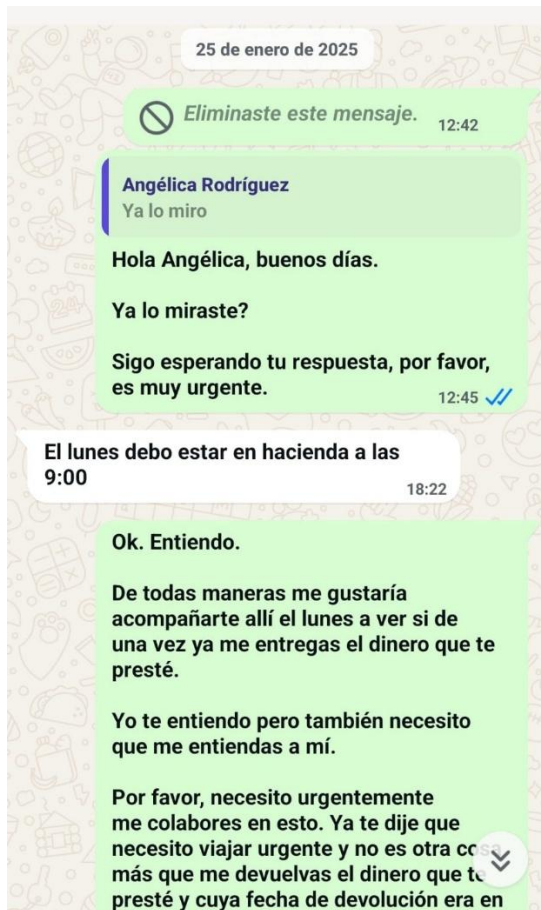 25 de enero de 2025
Eliminaste este mensaje.
12:42
Angélica Rodríguez
Ya lo miro
Hola Angélica, buenos días.
Ya lo miraste?
Sigo esperando tu respuesta, por favor,
es muy urgente.
12:45
El lunes debo estar en hacienda a las
9:00
18:22
Ok. Entiendo.
De todas maneras me gustaría
acompañarte allí el lunes a ver si de
una vez ya me entregas el dinero que te
presté.
Yo te entiendo pero también necesito
que me entiendas a mí.
Por favor, necesito urgentemente
me colabores en esto. Ya te dije que
necesito viajar urgente y no es otra cosa
más que me devuelvas el dinero que te
presté y cuya fecha de devolución era en